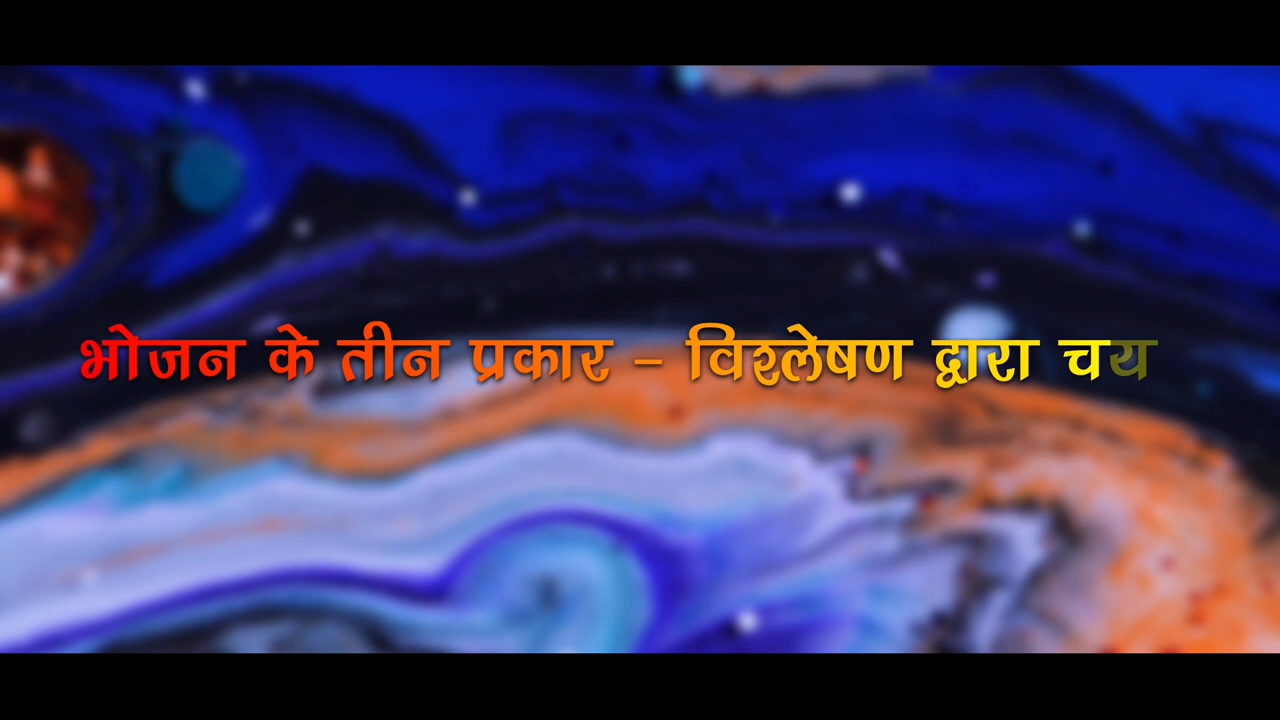 भोजन के तीन प्रकार – विश्लेषण द्वारा चय